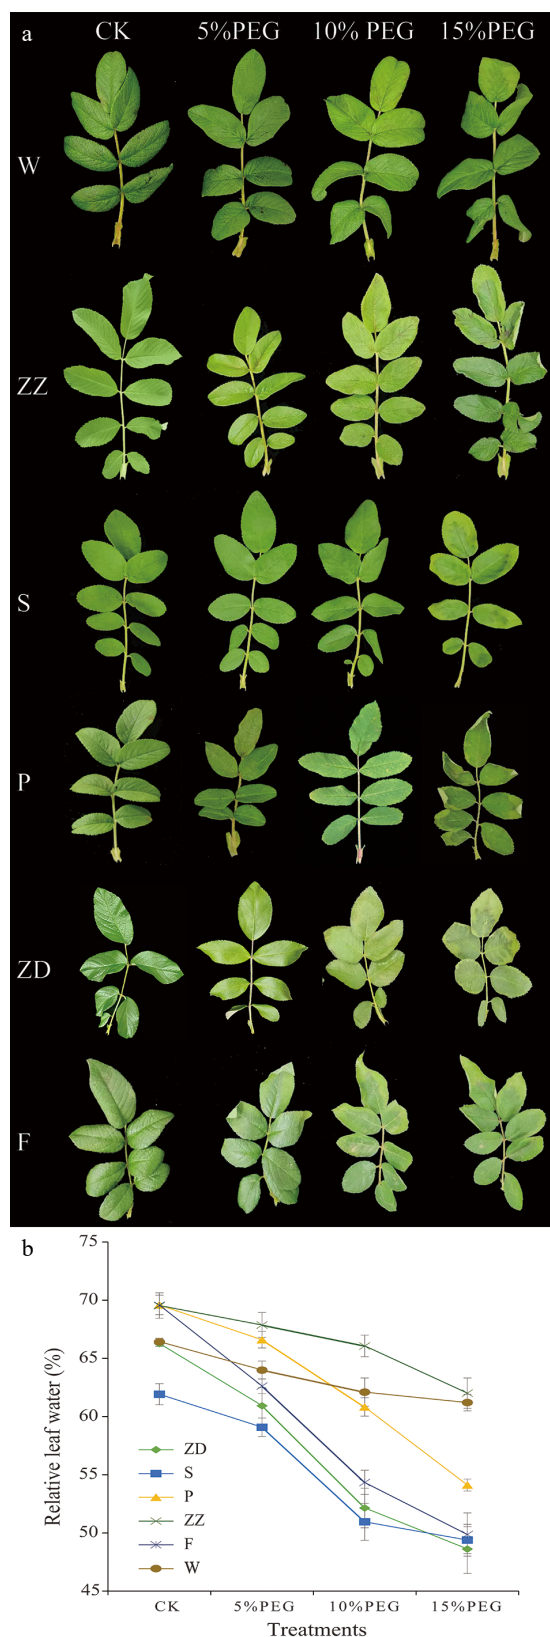 a
CK 5%PEG 10% PEG 15%PEG
W
ZZ
S
P
ZD
F
b
75
70
65
60
55
50
45
Relative leaf water (%)
ZD
S
P
ZZ
F
W
CK 5%PEG 10%PEG 15%PEG
Treatments